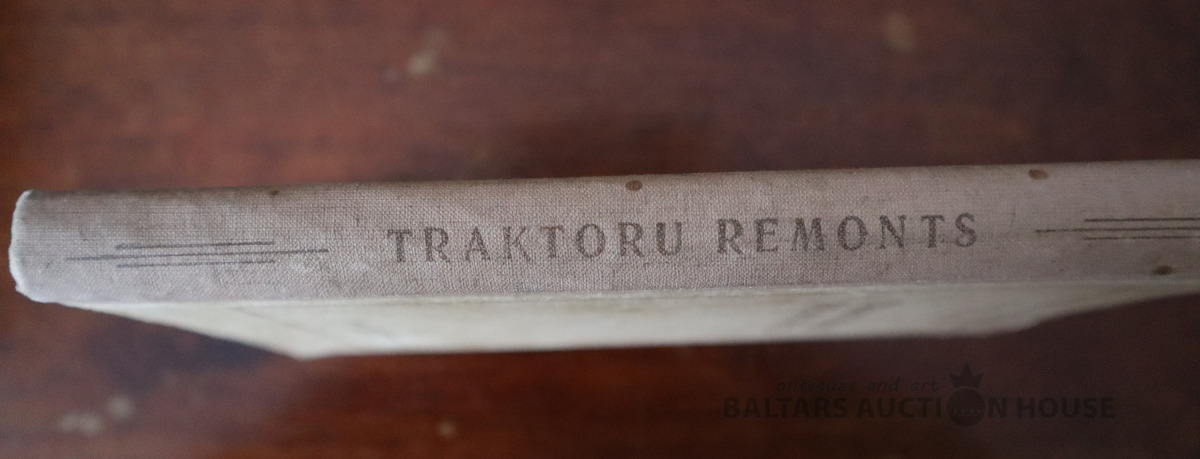 TRAKTORU REMONTS
antiques and art
BALTARS AUCTION HOUSE